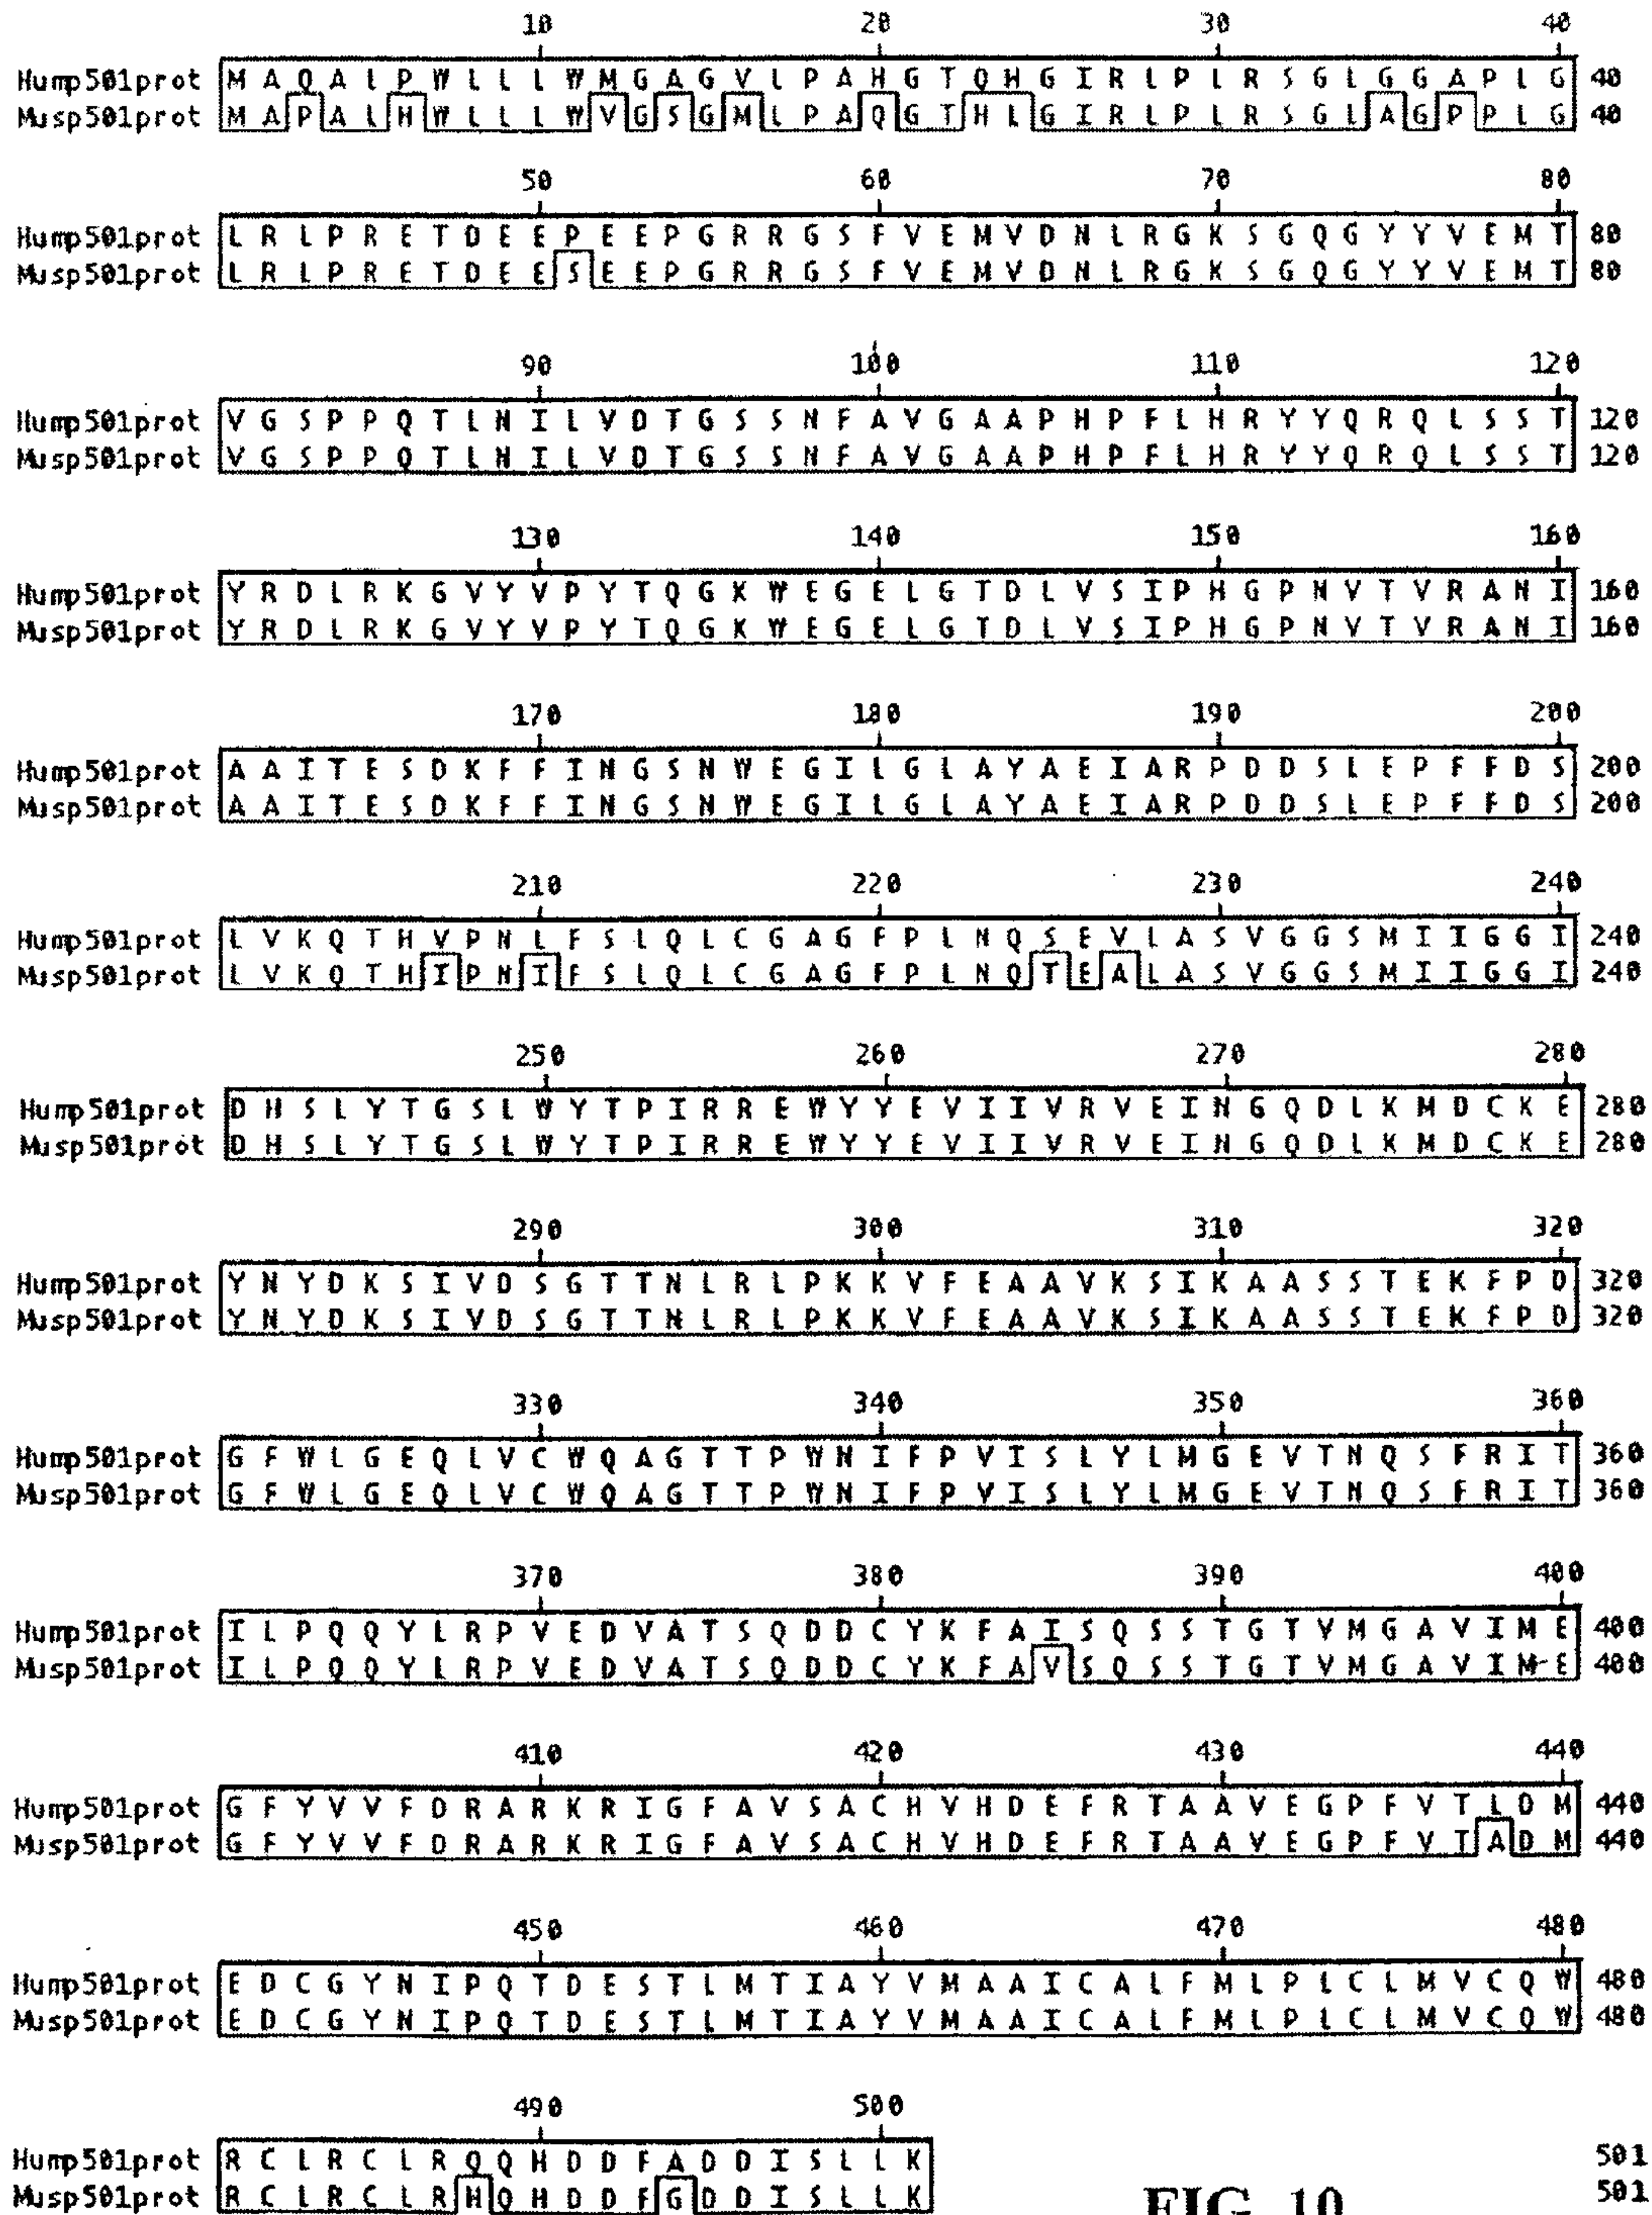 10 20 30 40
Hump501prot M A Q A L P W L L L W M G A G V L P A H G T Q H G I R L P L R S G L G G A P L G 40
Musp501prot M A P A L H W L L L W V G S G M L P A Q G T H L G I R L P L R S G L A G P P L G 40
50 60 70 80
Hump501prot L R L P R E T D E E P E E P G R R G S F V E M V D N L R G K S G Q G Y Y V E M T 80
Musp501prot L R L P R E T D E E S E E P G R R G S F V E M V D N L R G K S G Q G Y Y V E M T 80
90 100 110 120
Hump501prot V G S P P Q T L N I L V D T G S S N F A V G A A P H P F L H R Y Y Q R Q L S S T 120
Musp501prot V G S P P Q T L N I L V D T G S S N F A V G A A P H P F L H R Y Y Q R Q L S S T 120
130 140 150 160
Hump501prot Y R D L R K G V Y V P Y T Q G K W E G E L G T D L V S I P H G P N V T V R A N I 160
Musp501prot Y R D L R K G V Y V P Y T Q G K W E G E L G T D L V S I P H G P N V T V R A N I 160
170 180 190 200
Hump501prot A A I T E S D K F F I N G S N W E G I L G L A Y A E I A R P D D S L E P F F D S 200
Musp501prot A A I T E S D K F F I N G S N W E G I L G L A Y A E I A R P D D S L E P F F D S 200
210 220 230 240
Hump501prot L V K Q T H V P N L F S L Q L C G A G F P L N Q S E V L A S V G G S M I I G G I 240
Musp501prot L V K Q T H I P N I F S L Q L C G A G F P L N Q T E A L A S V G G S M I I G G I 240
250 260 270 280
Hump501prot D H S L Y T G S L W Y T P I R R E W Y Y E V I I V R V E I N G Q D L K M D C K E 280
Musp501prot D H S L Y T G S L W Y T P I R R E W Y Y E V I I V R V E I N G Q D L K M D C K E 280
290 300 310 320
Hump501prot Y N Y D K S I V D S G T T N L R L P K K V F E A A V K S I K A A S S T E K F P D 320
Musp501prot Y N Y D K S I V D S G T T N L R L P K K V F E A A V K S I K A A S S T E K F P D 320
330 340 350 360
Hump501prot G F W L G E Q L V C W Q A G T T P W N I F P V I S L Y L M G E V T N Q S F R I T 360
Musp501prot G F W L G E Q L V C W Q A G T T P W N I F P V I S L Y L M G E V T N Q S F R I T 360
370 380 390 400
Hump501prot I L P Q Q Y L R P V E D V A T S Q D D C Y K F A I S Q S S T G T V M G A V I M E 400
Musp501prot I L P Q Q Y L R P V E D V A T S Q D D C Y K F A V S Q S S T G T V M G A V I M E 400
410 420 430 440
Hump501prot G F Y V V F D R A R K R I G F A V S A C H V H D E F R T A A V E G P F V T L D M 440
Musp501prot G F Y V V F D R A R K R I G F A V S A C H V H D E F R T A A V E G P F V T A D M 440
450 460 470 480
Hump501prot E D C G Y N I P Q T D E S T L M T I A Y V M A A I C A L F M L P L C L M V C Q W 480
Musp501prot E D C G Y N I P Q T D E S T L M T I A Y V M A A I C A L F M L P L C L M V C Q W 480
490 500
Hump501prot R C L R C L R Q Q H D D F A D D I S L L K 501
Musp501prot R C L R C L R H Q H D D F G D D I S L L K 501
FIG. 10